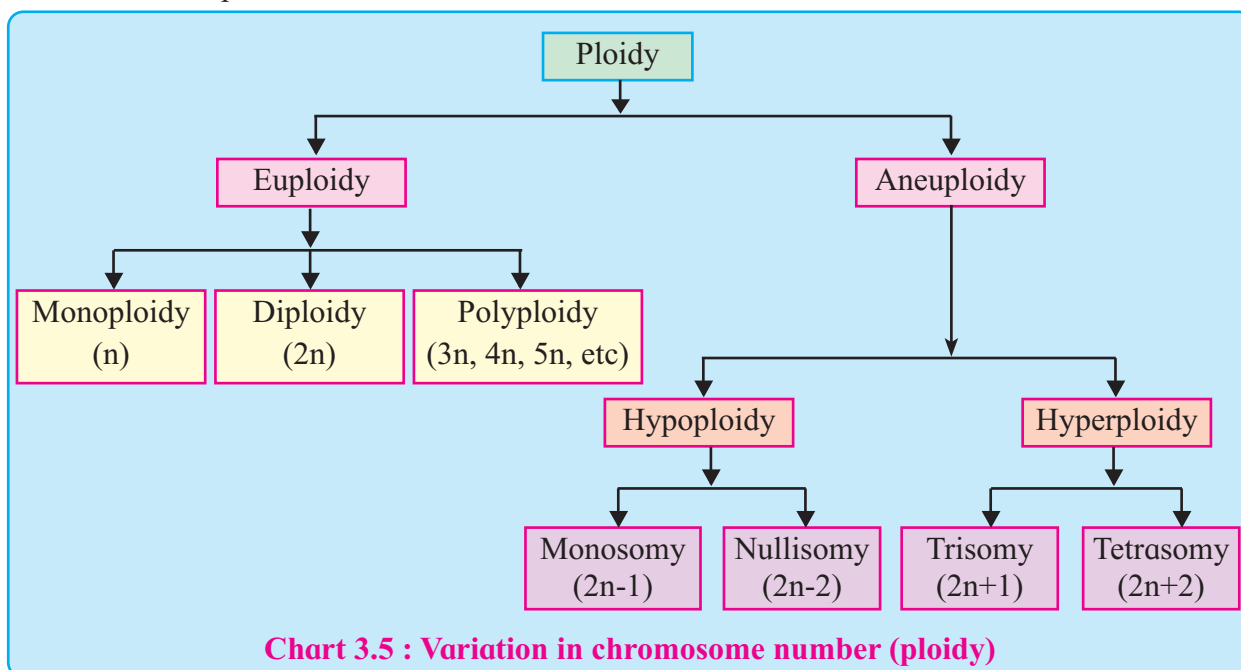 Ploidy
Euploidy
Aneuploidy
Monoploidy
(n)
Diploidy
(2n)
Polyploidy
(3n, 4n, 5n, etc)
Hypoploidy
Hyperploidy
Monosomy
(2n-1)
Nullisomy
(2n-2)
Trisomy
(2n+1)
Tetrasomy
(2n+2)
Chart 3.5 : Variation in chromosome number (ploidy)